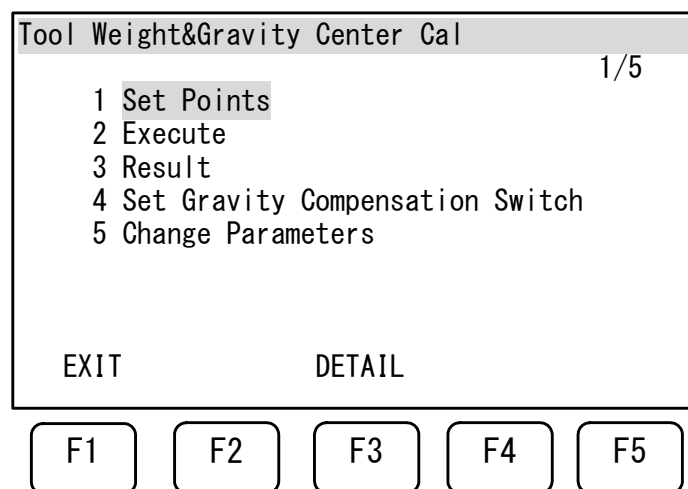 Tool Weight&Gravity Center Cal
1/5
1 Set Points
2 Execute
3 Result
4 Set Gravity Compensation Switch
5 Change Parameters
EXIT DETAIL
F1 F2 F3 F4 F5